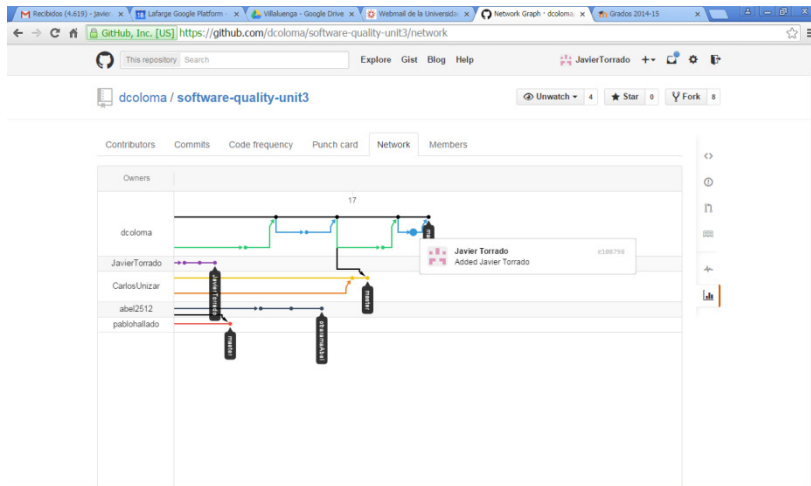 Recibidos (4.619) - javier.
Lafarge Google Platform -
Villaluenga - Google Drive
Webmail de la Universida
Network Graph · dcoloma,
Grados 2014-15
GitHub, Inc. [US] https://github.com/dcoloma/software-quality-unit3/network
This repository Search Explore Gist Blog Help JavierTorrado
dcoloma / software-quality-unit3 Unwatch 4 Star 0 Fork 8
Contributors Commits Code frequency Punch card Network Members
Owners
17
dcoloma
ma
Javier Torrado
Added Javier Torrado
JavierTorrado
JavierTorrado
CarlosUnizar
master
abel2512
pablohailado
master